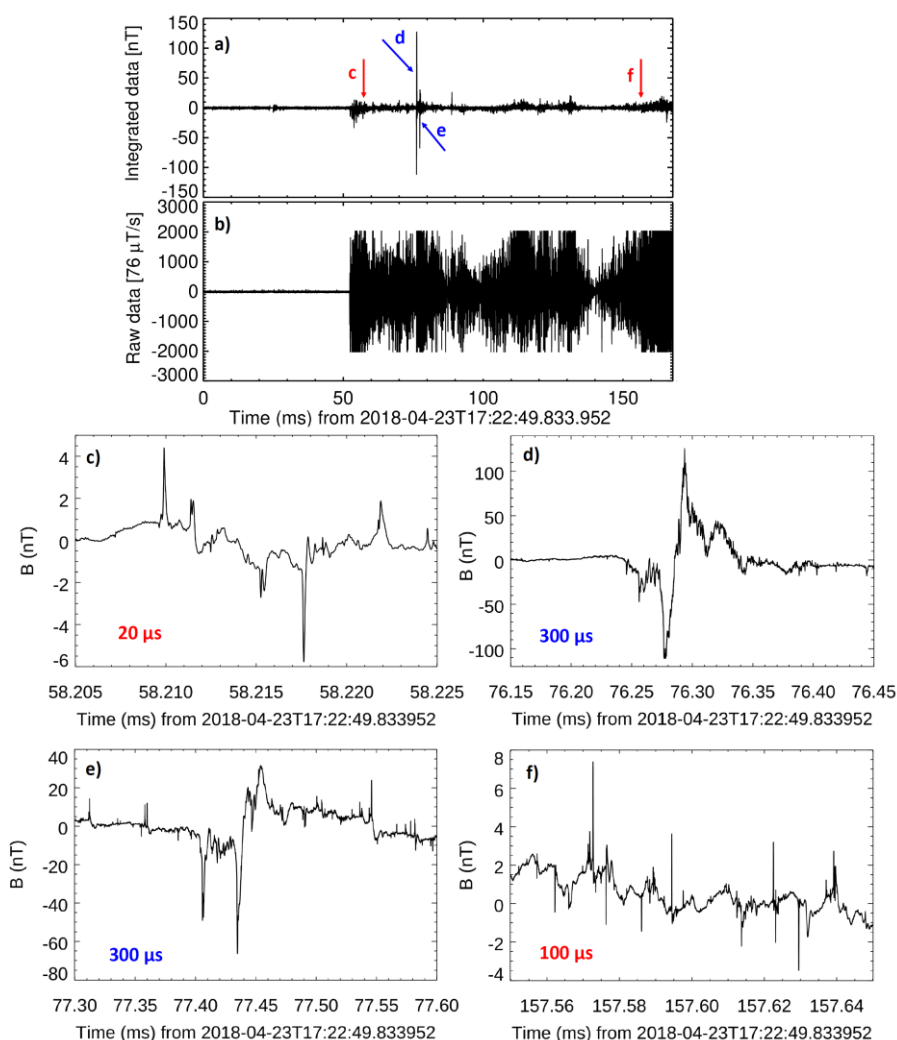 a)
Integrated data [nT]
150
100
50
0
-50
-100
150
c
d
e
f
b)
Raw data [76 μT/s]
3000
2000
1000
0
-1000
-2000
-3000
0 50 100 150
Time (ms) from 2018-04-23T17:22:49.833.952
c)
B (nT)
4
2
0
-2
-4
-6
20 μs
58.205 58.210 58.217 58.220 58.225
Time (ms) from 2018-04-23T17:22:49.833952
d)
B (nT)
100
50
0
-50
-100
300 μs
76.15 76.20 76.25 76.30 76.35 76.40 76.45
Time (ms) from 2018-04-23T17:22:49.833952
e)
B (nT)
40
20
0
-20
-40
-60
-80
300 μs
77.30 77.40 77.45 77.50 77.55 77.60
Time (ms) from 2018-04-23T17:22:49.833952
f)
B (nT)
8
6
4
2
0
-2
-4
100 μs
157.56 157.58 157.60 157.62 157.64
Time (ms) from 2018-04-23T17:22:49.833952